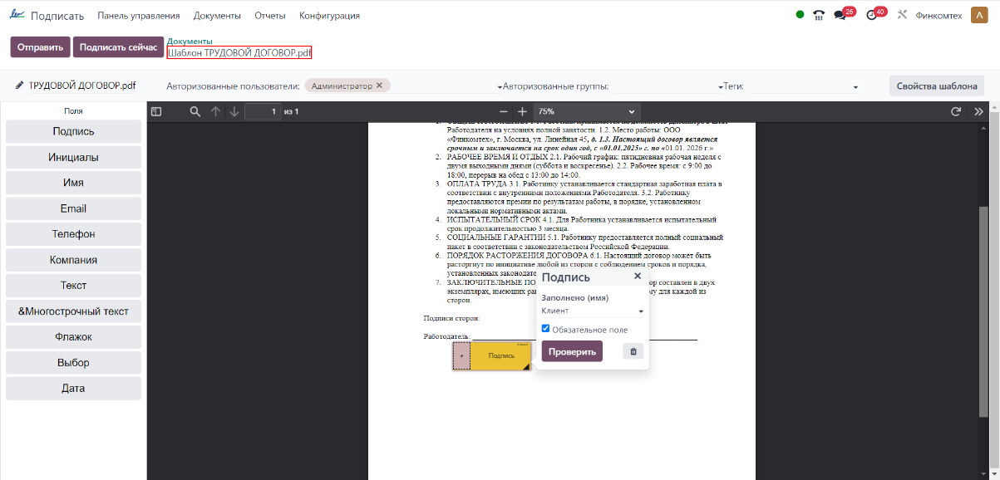 Подписать Панель управления Документы Отчеты Конфигурация 26 40 Финкомтех A
Отправить Подписать сейчас Документы
Шаблон ТРУДОВОЙ ДОГОВОР.pdf
ТРУДОВОЙ ДОГОВОР.pdf Авторизованные пользователи: Администратор Авторизованные группы: Теги: Свойства шаблона
Поля
1 из 1 75%
Подпись
Инициалы
Имя
Email
Телефон
Компания
Текст
&Многострочный текст
Флажок
Выбор
Дата
Работодателя на условиях полной занятости. 1.2. Место работы: ООО
«Финкомтех», г. Москва, ул. Линейная 45, д. 1.3. Настоящий договор является
срочным и заключается на срок один год, с «01.01.2025» г. по «01.01. 2026 г.»
2. РАБОЧЕЕ ВРЕМЯ И ОТДЫХ 2.1. Рабочий график: пятидневная рабочая неделя с
двумя выходными днями (суббота и воскресенье). 2.2. Рабочее время: с 9:00 до
18:00, перерыв на обед с 13:00 до 14:00.
3. ОПЛАТА ТРУДА 3.1. Работнику устанавливается стандартная заработная плата в
соответствии с внутренними положениями Работодателя. 3.2. Работнику
предоставляются премии по результатам работы, в порядке, установленном
локальными нормативными актами.
4. ИСПЫТАТЕЛЬНЫЙ СРОК 4.1. Для Работника устанавливается испытательный
срок продолжительностью 3 месяца.
5. СОЦИАЛЬНЫЕ ГАРАНТИИ 5.1. Работнику предоставляется полный социальный
пакет в соответствии с законодательством Российской Федерации.
6. ПОРЯДОК РАСТОРЖЕНИЯ ДОГОВОРА 6.1. Настоящий договор может быть
расторгнут по инициативе любой из сторон с соблюдением сроков и порядка,
установленных
7. ЗАКЛЮЧИТЕЛЬНЫЕ составлен в двух
экземплярах, имеющих для каждой из
сторон.
Подписи сторон:
Работодатель:
+ Подпись
Подпись
Заполнено (имя)
Клиент
Обязательное поле
Проверить